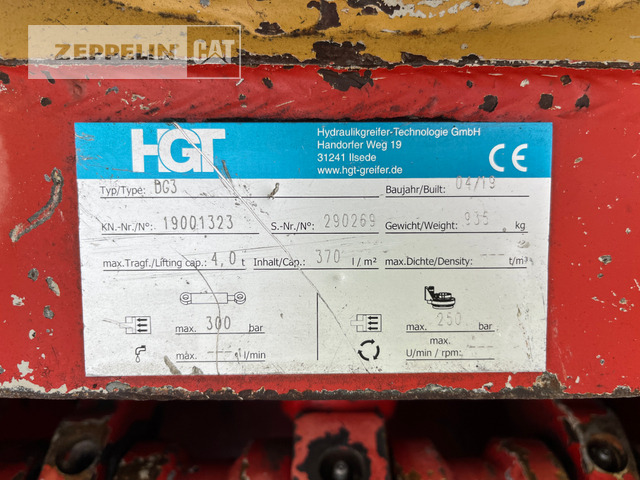 ZEPPELIN CAT
HGT
Hydraulikgreifer-Technologie GmbH
Handorfer Weg 19
31241 Ilsede
www.hgt-greifer.de
CE
Typ/Type: DG3
Baujahr/Built: 04/19
KN.-Nr./N°: 19001323 S.-Nr./N°: 290269 Gewicht/Weight: 935 kg
max.Tragf./Lifting cap.: 4,0 t Inhalt/Cap.: 370 l / m² max.Dichte/Density: --- t/m³
max. 300 bar
max. 250 bar
max. --- l/min
max. ---
U/min / rpm: